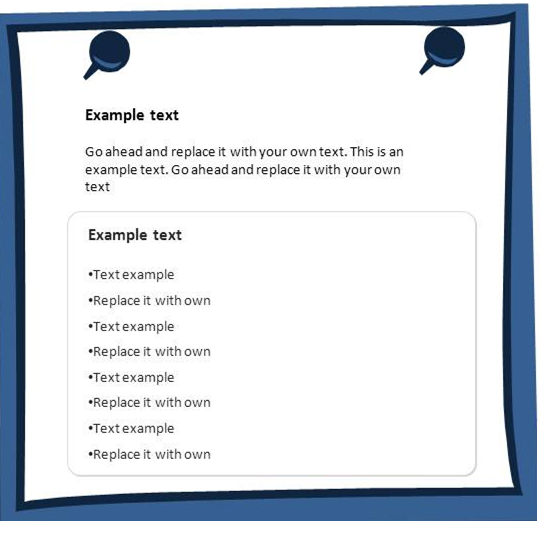 Example text
Go ahead and replace it with your own text. This is an
example text. Go ahead and replace it with your own
text
Example text
•Text example
•Replace it with own
•Text example
•Replace it with own
•Text example
•Replace it with own
•Text example
•Replace it with own